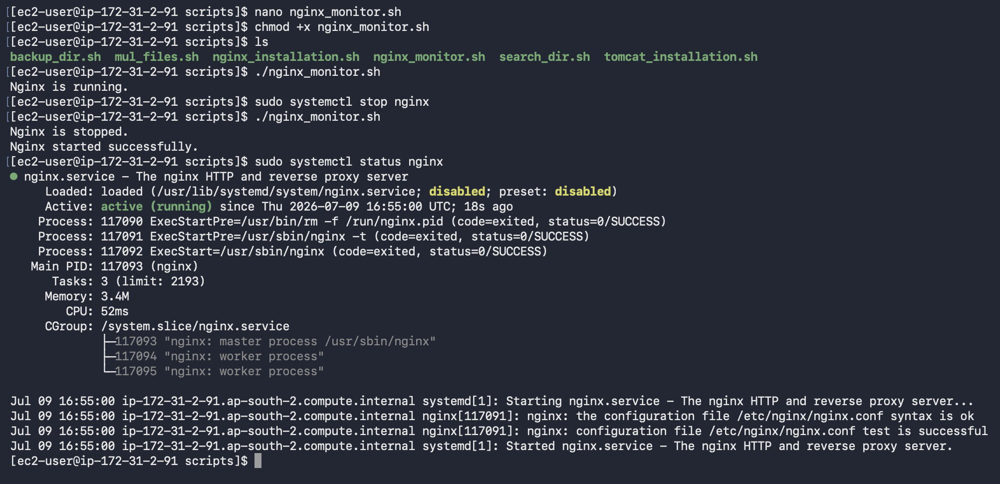 [[ec2-user@ip-172-31-2-91 scripts]$ nano nginx_monitor.sh
[[ec2-user@ip-172-31-2-91 scripts]$ chmod +x nginx_monitor.sh
[[ec2-user@ip-172-31-2-91 scripts]$ ls
backup_dir.sh  mul_files.sh  nginx_installation.sh  nginx_monitor.sh  search_dir.sh  tomcat_installation.sh
[[ec2-user@ip-172-31-2-91 scripts]$ ./nginx_monitor.sh
Nginx is running.
[[ec2-user@ip-172-31-2-91 scripts]$ sudo systemctl stop nginx
[[ec2-user@ip-172-31-2-91 scripts]$ ./nginx_monitor.sh
Nginx is stopped.
Nginx started successfully.
[[ec2-user@ip-172-31-2-91 scripts]$ sudo systemctl status nginx
● nginx.service - The nginx HTTP and reverse proxy server
     Loaded: loaded (/usr/lib/systemd/system/nginx.service; disabled; preset: disabled)
     Active: active (running) since Thu 2026-07-09 16:55:00 UTC; 18s ago
    Process: 117090 ExecStartPre=/usr/bin/rm -f /run/nginx.pid (code=exited, status=0/SUCCESS)
    Process: 117091 ExecStartPre=/usr/sbin/nginx -t (code=exited, status=0/SUCCESS)
    Process: 117092 ExecStart=/usr/sbin/nginx (code=exited, status=0/SUCCESS)
   Main PID: 117093 (nginx)
      Tasks: 3 (limit: 2193)
     Memory: 3.4M
        CPU: 52ms
     CGroup: /system.slice/nginx.service
             ├─117093 "nginx: master process /usr/sbin/nginx"
             ├─117094 "nginx: worker process"
             └─117095 "nginx: worker process"

Jul 09 16:55:00 ip-172-31-2-91.ap-south-2.compute.internal systemd[1]: Starting nginx.service - The nginx HTTP and reverse proxy server...
Jul 09 16:55:00 ip-172-31-2-91.ap-south-2.compute.internal nginx[117091]: nginx: the configuration file /etc/nginx/nginx.conf syntax is ok
Jul 09 16:55:00 ip-172-31-2-91.ap-south-2.compute.internal nginx[117091]: nginx: configuration file /etc/nginx/nginx.conf test is successful
Jul 09 16:55:00 ip-172-31-2-91.ap-south-2.compute.internal systemd[1]: Started nginx.service - The nginx HTTP and reverse proxy server.
[ec2-user@ip-172-31-2-91 scripts]$